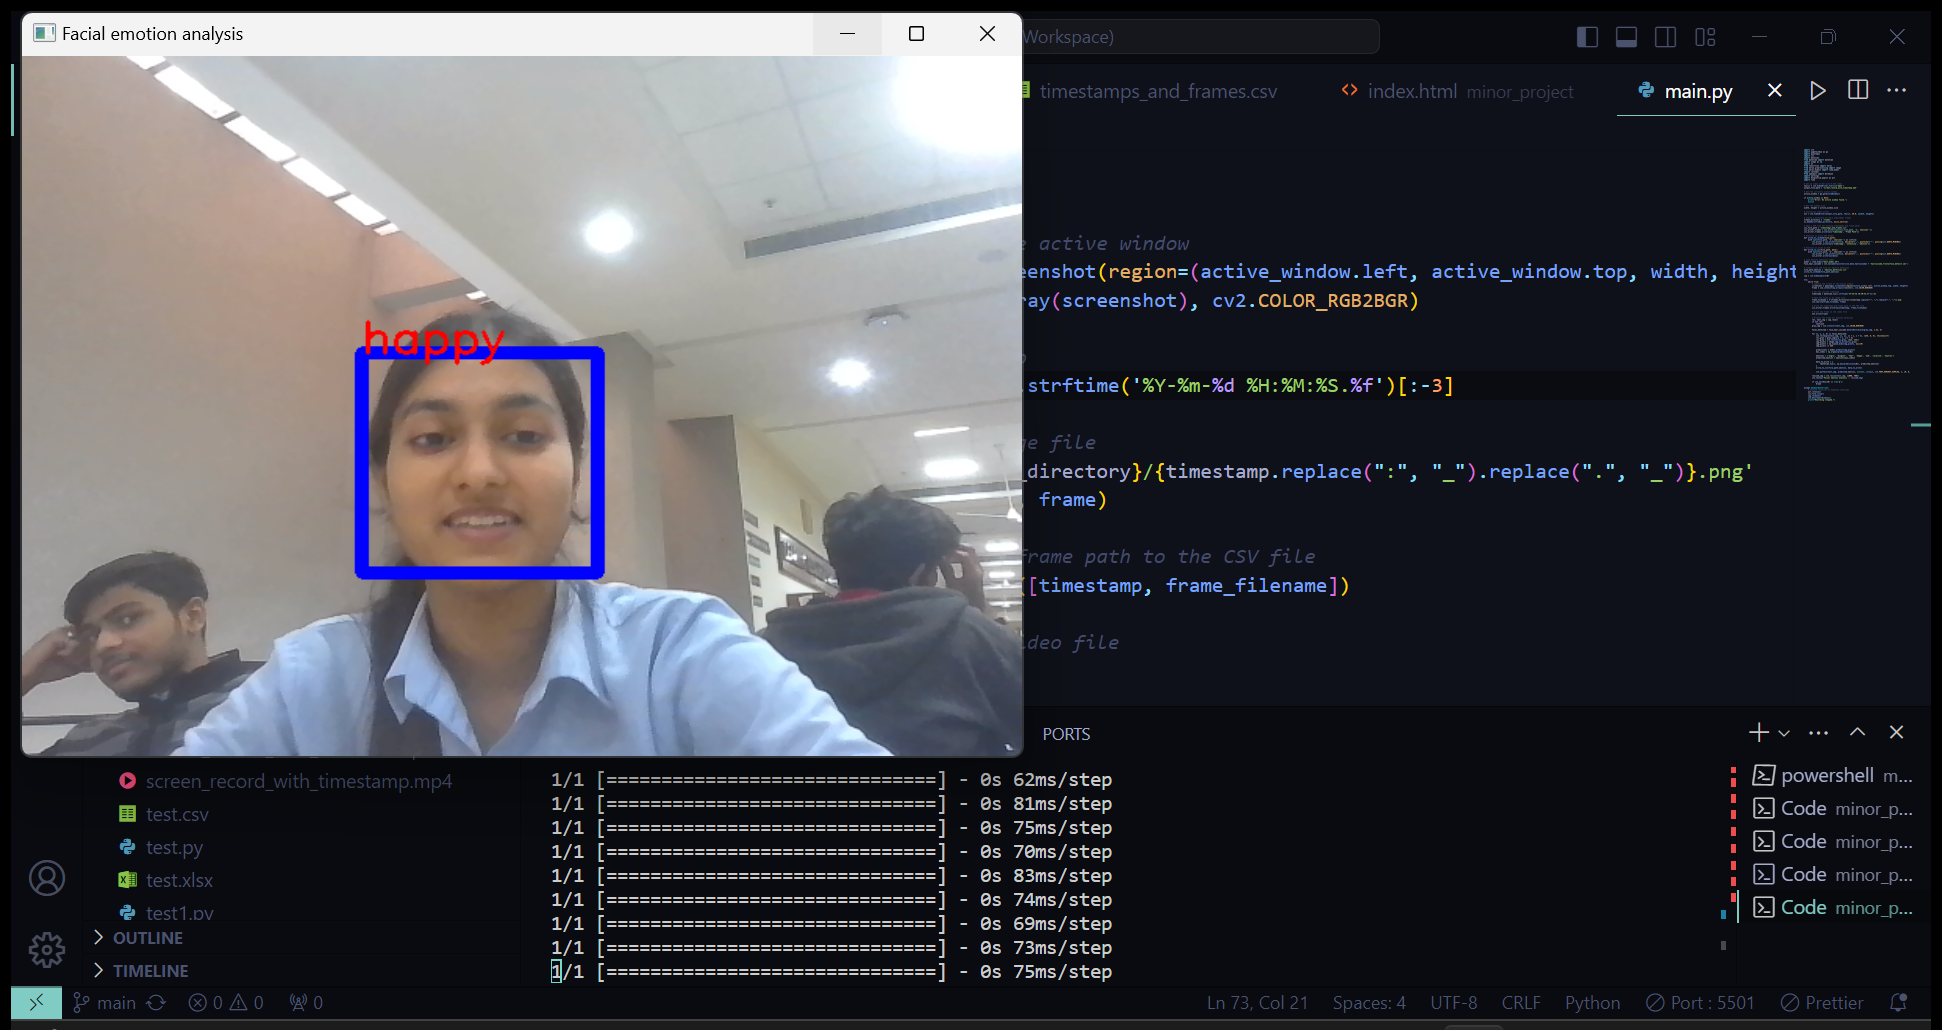 Facial emotion analysis
Workspace)
timestamps_and_frames.csv
index.html minor_project
main.py
happy
active window
eenshot(region=(active_window.left, active_window.top, width, height
ray(screenshot), cv2.COLOR_RGB2BGR)
.strftime('%Y-%m-%d %H:%M:%S.%f')[:-3]
ge file
_directory}/{timestamp.replace(":", "_").replace(".", "_")}.png'
frame)
frame path to the CSV file
([timestamp, frame_filename])
ideo file
PORTS
screen_record_with_timestamp.mp4
test.csv
test.py
test.xlsx
test1.py
OUTLINE
TIMELINE
1/1 [==============================] - 0s 62ms/step
1/1 [==============================] - 0s 81ms/step
1/1 [==============================] - 0s 75ms/step
1/1 [==============================] - 0s 70ms/step
1/1 [==============================] - 0s 83ms/step
1/1 [==============================] - 0s 74ms/step
1/1 [==============================] - 0s 69ms/step
1/1 [==============================] - 0s 73ms/step
1/1 [==============================] - 0s 75ms/step
powershell m...
Code minor_p...
Code minor_p...
Code minor_p...
Code minor_p...
main
0 0
0
Ln 73, Col 21
Spaces: 4
UTF-8
CRLF
Python
Port : 5501
Prettier